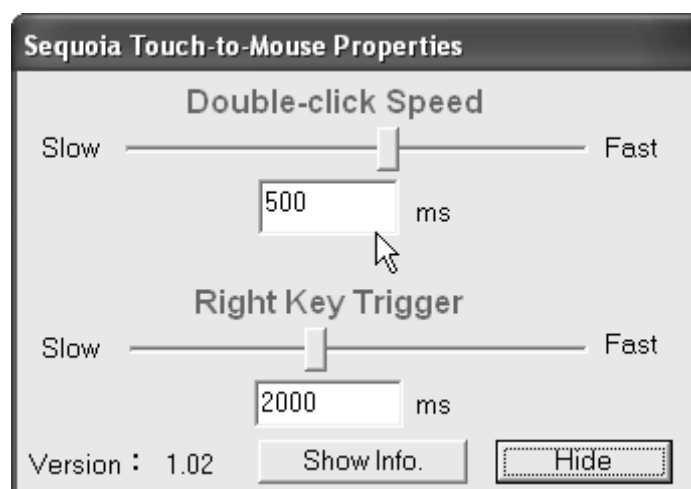 Sequoia Touch-to-Mouse Properties
Double-click Speed
Slow Fast
500 ms
Right Key Trigger
Slow Fast
2000 ms
Version： 1.02 Show Info. Hide